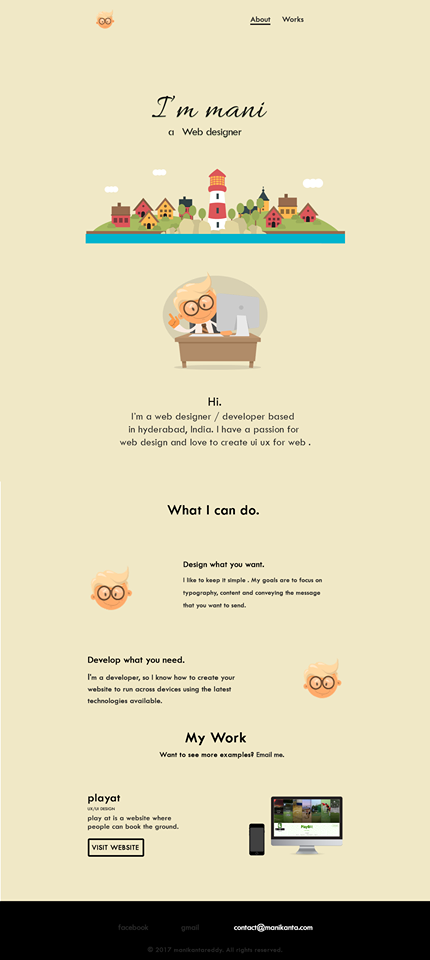 About Works
I'm mani
a Web designer
Hi.
I'm a web designer / developer based
in hyderabad, India. I have a passion for
web design and love to create ui ux for web .
What I can do.
Design what you want.
I like to keep it simple . My goals are to focus on
typography, content and conveying the message
that you want to send.
Develop what you need.
I'm a developer, so I know how to create your
website to run across devices using the latest
technologies available.
My Work
Want to see more examples? Email me.
playat
UX/UI DESIGN
play at is a website where
people can book the ground.
VISIT WEBSITE
facebook gmail contact@manikanta.com
© 2017 manikantareddy. All rights reserved.